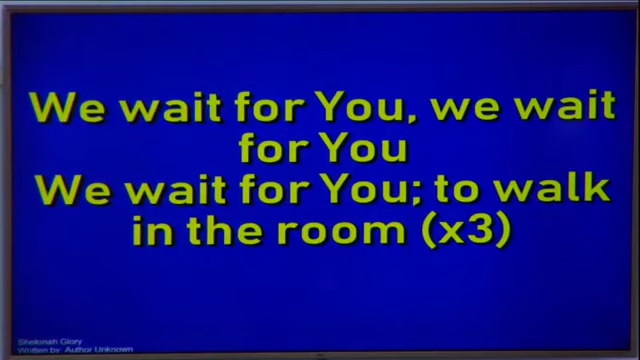 We wait for You, we wait
for You
We wait for You; to walk
in the room (x3)
Shekinah Glory
Written by: Author Unknown